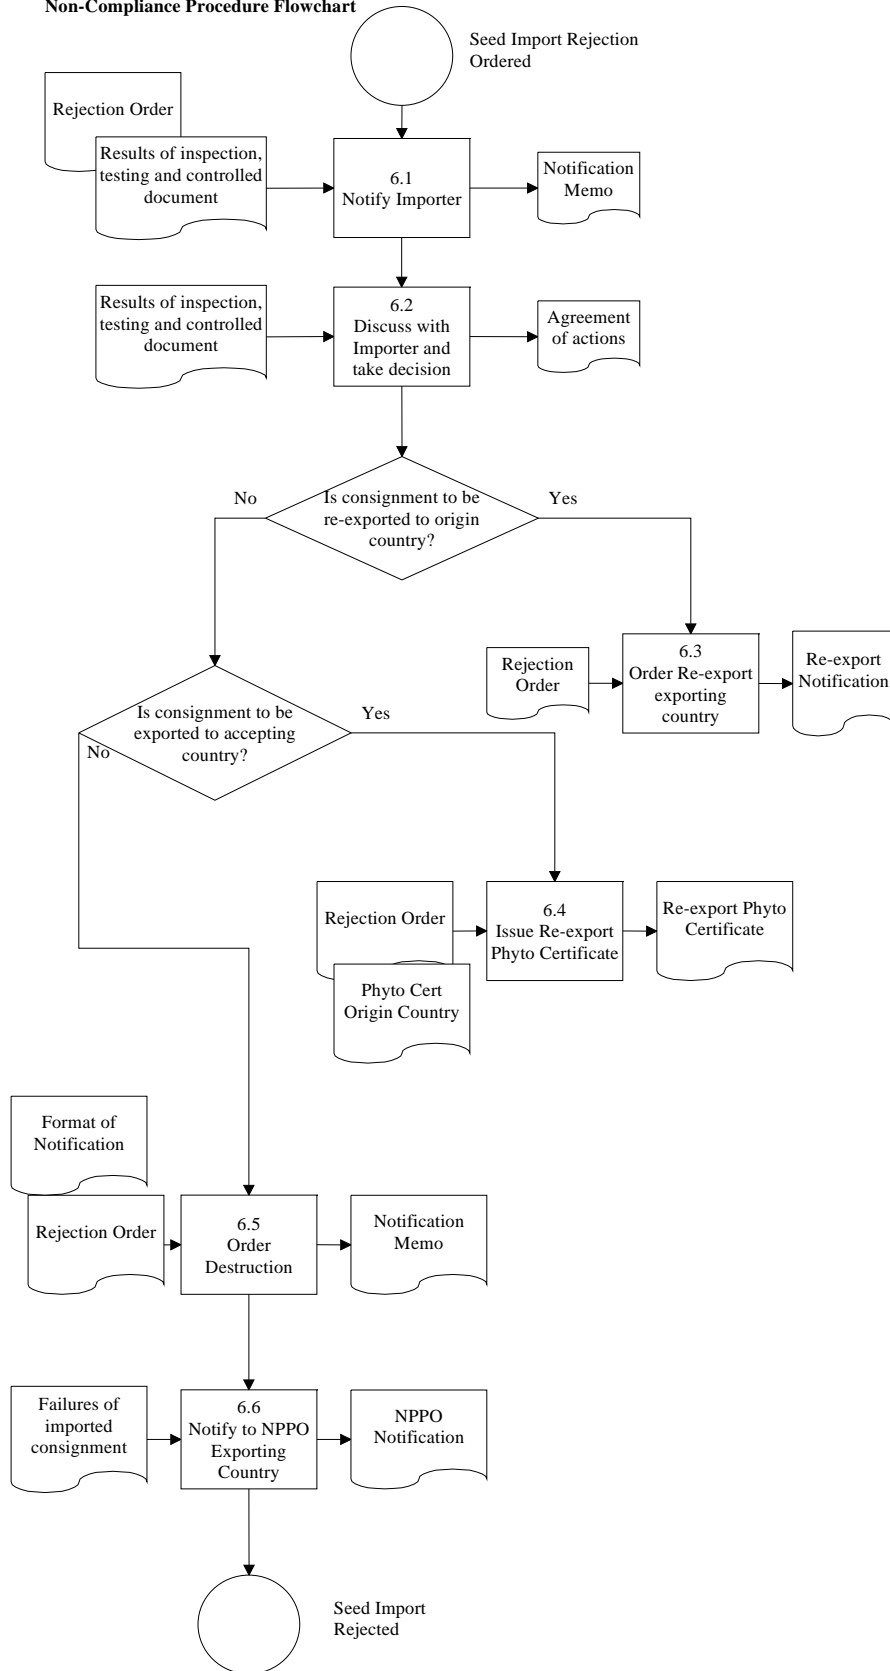 Non-Compliance Procedure Flowchart
Seed Import Rejection
Ordered
Rejection Order
Results of inspection,
testing and controlled
document
6.1
Notify Importer
Notification
Memo
Results of inspection,
testing and controlled
document
6.2
Discuss with
Importer and
take decision
Agreement
of actions
No
Is consignment to be
re-exported to origin
country?
Yes
Rejection
Order
6.3
Order Re-export
exporting
country
Re-export
Notification
Is consignment to be
exported to accepting
country?
Yes
No
Rejection Order
Phyto Cert
Origin Country
6.4
Issue Re-export
Phyto Certificate
Re-export Phyto
Certificate
Format of
Notification
Rejection Order
6.5
Order
Destruction
Notification
Memo
Failures of
imported
consignment
6.6
Notify to NPPO
Exporting
Country
NPPO
Notification
Seed Import
Rejected